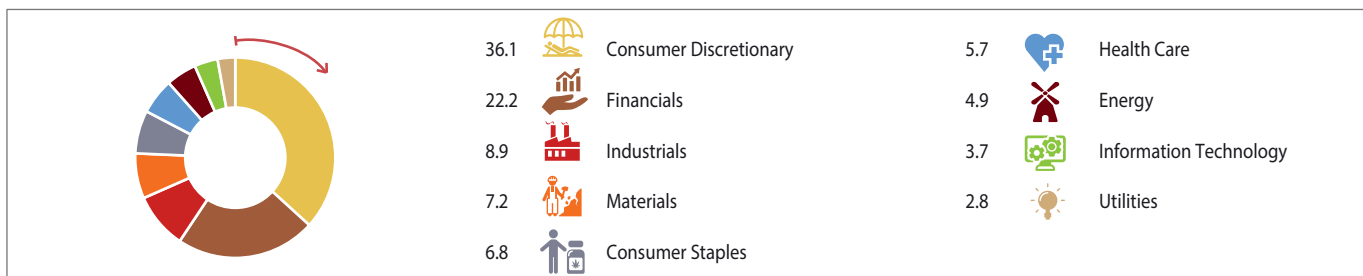 36.1 Consumer Discretionary
22.2 Financials
8.9 Industrials
7.2 Materials
6.8 Consumer Staples
5.7 Health Care
4.9 Energy
3.7 Information Technology
2.8 Utilities